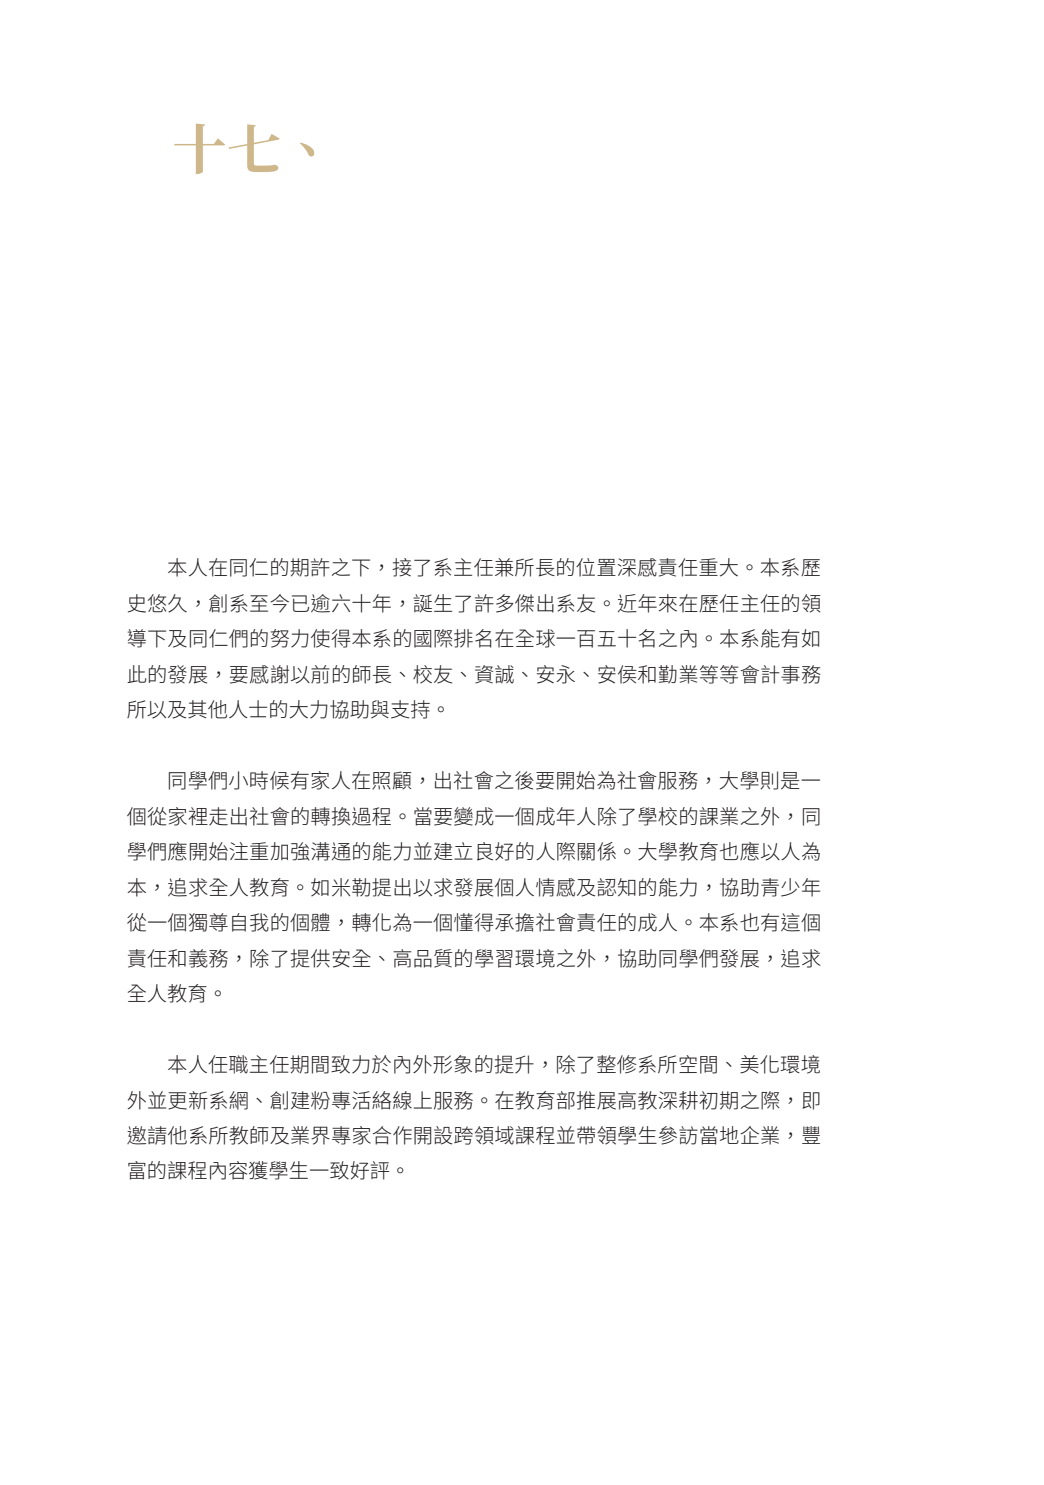 十七、
本人在同仁的期許之下，接了系主任兼所長的位置深感責任重大。本系歷
史悠久，創系至今已逾六十年，誕生了許多傑出系友。近年來在歷任主任的領
導下及同仁們的努力使得本系的國際排名在全球一百五十名之內。本系能有如
此的發展，要感謝以前的師長、校友、資誠、安永、安侯和勤業等等會計事務
所以及其他人士的大力協助與支持。
同學們小時候有家人在照顧，出社會之後要開始為社會服務，大學則是一
個從家裡走出社會的轉換過程。當要變成一個成年人除了學校的課業之外，同
學們應開始注重加強溝通的能力並建立良好的人際關係。大學教育也應以人為
本，追求全人教育。如米勒提出以求發展個人情感及認知的能力，協助青少年
從一個獨尊自我的個體，轉化為一個懂得承擔社會責任的成人。本系也有這個
責任和義務，除了提供安全、高品質的學習環境之外，協助同學們發展，追求
全人教育。
本人任職主任期間致力於內外形象的提升，除了整修系所空間、美化環境
外並更新系網、創建粉專活絡線上服務。在教育部推展高教深耕初期之際，即
邀請他系所教師及業界專家合作開設跨領域課程並帶領學生參訪當地企業，豐
富的課程內容獲學生一致好評。